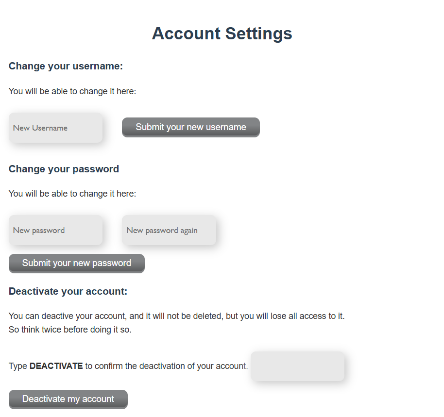 Account Settings
Change your username:
You will be able to change it here:
New Username
Submit your new username
Change your password
You will be able to change it here:
New password
New password again
Submit your new password
Deactivate your account:
You can deactive your account, and it will not be deleted, but you will lose all access to it.
So think twice before doing it so.
Type DEACTIVATE to confirm the deactivation of your account.
Deactivate my account